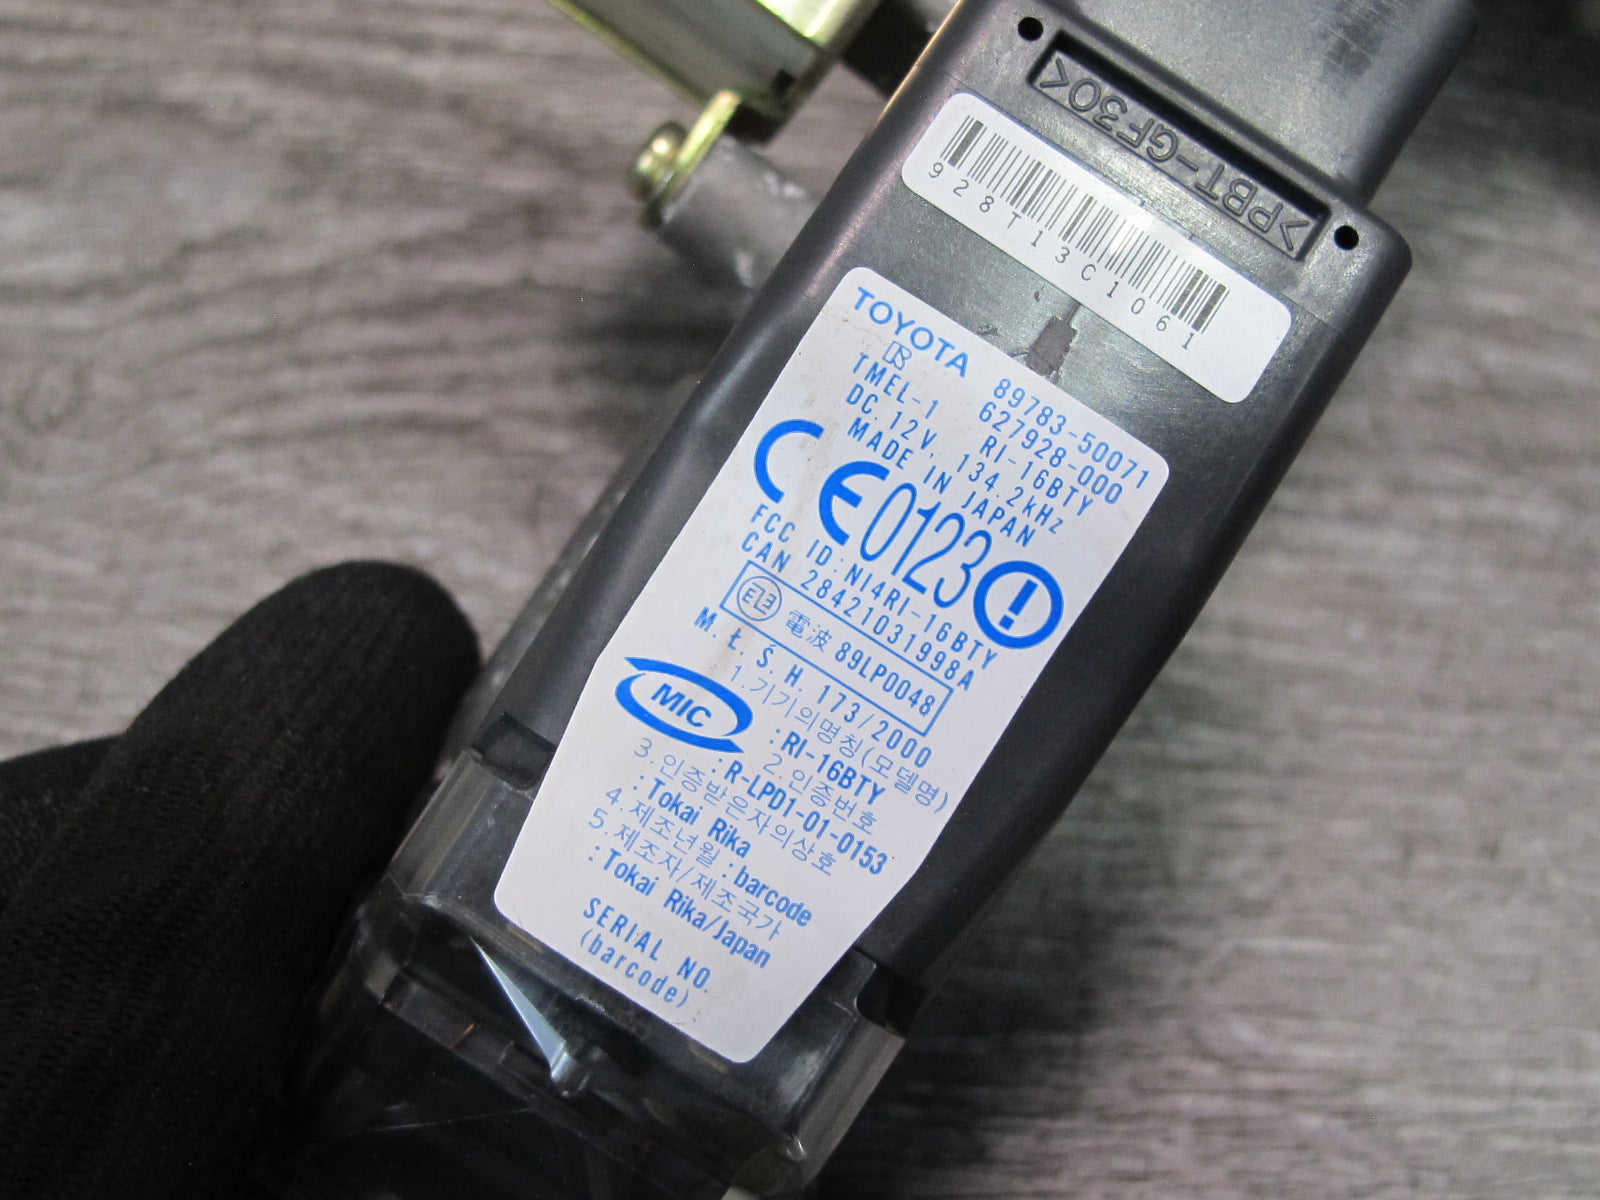 >PBT-GF30<
928T13C1061
TOYOTA 89783-50071
TMEL-1 627928-000
DC. 12V, RI-16BTY
134.2kHz
MADE IN JAPAN
CE0123!
FCC ID:NI4RI-16BTY
CAN 28421031998A
電波 89LP0048
M. Ł. Ś. H. 173/2000
MIC
1.기기의명칭(모델명)
:RI-16BTY
2.인증번호
:R-LPD1-01-0153
3.인증받은자의상호
:Tokai Rika
4.제조년월:barcode
5.제조자/제조국가
:Tokai Rika/Japan
SERIAL NO.
(barcode)